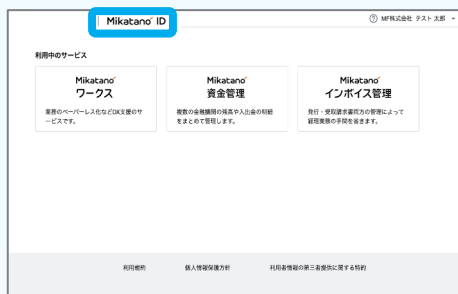 Mikatano ID
MF株式会社 テスト 太郎
利用中のサービス
Mikatano
ワークス
業務のペーパーレス化などDX支援のサ
ービスです。
Mikatano
資金管理
複数の金融機関の残高や入出金の明細
をまとめて管理します。
Mikatano
インボイス管理
発行・受取請求書両方の管理によって
経理業務の手間を省きます。
利用規約 個人情報保護方針 利用者情報の第三者提供に関する特約